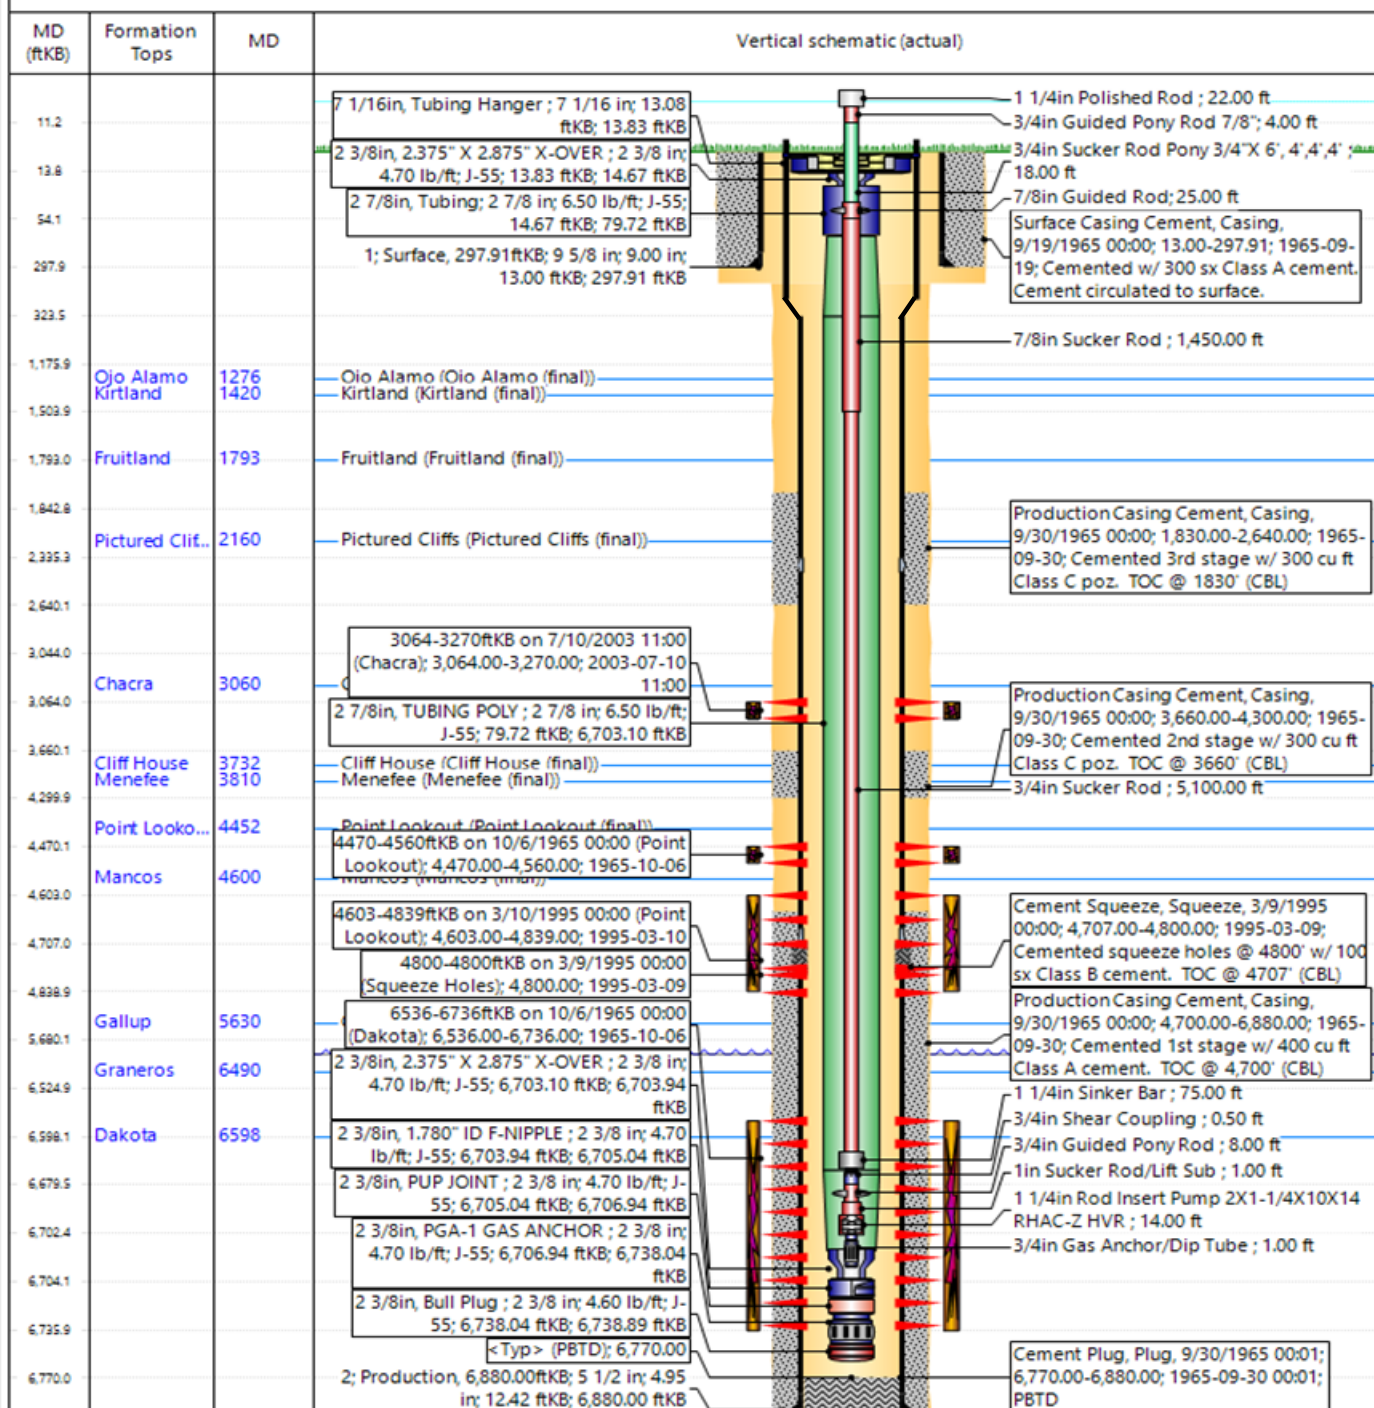 MD
(ftKB)
Formation
Tops
MD
Vertical schematic (actual)
11.2
13.8
54.1
297.9
323.5
1,175.9
1,503.9
1,793.0
1,842.8
2,335.3
2,640.1
3,044.0
3,064.0
3,660.1
4,299.9
4,470.1
4,603.0
4,707.0
4,838.9
5,680.1
6,524.9
6,598.1
6,679.5
6,702.4
6,704.1
6,735.9
6,770.0
Ojo Alamo 1276
Kirtland 1420
Fruitland 1793
Pictured Clif... 2160
Chacra 3060
Cliff House 3732
Menefee 3810
Point Looko... 4452
Mancos 4600
Gallup 5630
Graneros 6490
Dakota 6598
7 1/16in, Tubing Hanger ; 7 1/16 in; 13.08
ftKB; 13.83 ftKB
2 3/8in, 2.375" X 2.875" X-OVER ; 2 3/8 in;
4.70 lb/ft; J-55; 13.83 ftKB; 14.67 ftKB
2 7/8in, Tubing; 2 7/8 in; 6.50 lb/ft; J-55;
14.67 ftKB; 79.72 ftKB
1; Surface, 297.91ftKB; 9 5/8 in; 9.00 in;
13.00 ftKB; 297.91 ftKB
Ojo Alamo (Ojo Alamo (final))
Kirtland (Kirtland (final))
Fruitland (Fruitland (final))
Pictured Cliffs (Pictured Cliffs (final))
3064-3270ftKB on 7/10/2003 11:00
(Chacra); 3,064.00-3,270.00; 2003-07-10
11:00
2 7/8in, TUBING POLY ; 2 7/8 in; 6.50 lb/ft;
J-55; 79.72 ftKB; 6,703.10 ftKB
Cliff House (Cliff House (final))
Menefee (Menefee (final))
Point Lookout (Point Lookout (final))
4470-4560ftKB on 10/6/1965 00:00 (Point
Lookout); 4,470.00-4,560.00; 1965-10-06
Mancos (Mancos (final))
4603-4839ftKB on 3/10/1995 00:00 (Point
Lookout); 4,603.00-4,839.00; 1995-03-10
4800-4800ftKB on 3/9/1995 00:00
(Squeeze Holes); 4,800.00; 1995-03-09
6536-6736ftKB on 10/6/1965 00:00
(Dakota); 6,536.00-6,736.00; 1965-10-06
2 3/8in, 2.375" X 2.875" X-OVER ; 2 3/8 in;
4.70 lb/ft; J-55; 6,703.10 ftKB; 6,703.94
ftKB
2 3/8in, 1.780" ID F-NIPPLE ; 2 3/8 in; 4.70
lb/ft; J-55; 6,703.94 ftKB; 6,705.04 ftKB
2 3/8in, PUP JOINT ; 2 3/8 in; 4.70 lb/ft; J-
55; 6,705.04 ftKB; 6,706.94 ftKB
2 3/8in, PGA-1 GAS ANCHOR ; 2 3/8 in;
4.70 lb/ft; J-55; 6,706.94 ftKB; 6,738.04
ftKB
2 3/8in, Bull Plug ; 2 3/8 in; 4.60 lb/ft; J-
55; 6,738.04 ftKB; 6,738.89 ftKB
<Typ> (PBTD); 6,770.00
2; Production, 6,880.00ftKB; 5 1/2 in; 4.95
in; 12.42 ftKB; 6,880.00 ftKB
1 1/4in Polished Rod ; 22.00 ft
3/4in Guided Pony Rod 7/8"; 4.00 ft
3/4in Sucker Rod Pony 3/4"X 6', 4',4',4' ;
18.00 ft
7/8in Guided Rod; 25.00 ft
Surface Casing Cement, Casing,
9/19/1965 00:00; 13.00-297.91; 1965-09-
19; Cemented w/ 300 sx Class A cement.
Cement circulated to surface.
7/8in Sucker Rod ; 1,450.00 ft
Production Casing Cement, Casing,
9/30/1965 00:00; 1,830.00-2,640.00; 1965-
09-30; Cemented 3rd stage w/ 300 cu ft
Class C poz. TOC @ 1830' (CBL)
Production Casing Cement, Casing,
9/30/1965 00:00; 3,660.00-4,300.00; 1965-
09-30; Cemented 2nd stage w/ 300 cu ft
Class C poz. TOC @ 3660' (CBL)
3/4in Sucker Rod ; 5,100.00 ft
Cement Squeeze, Squeeze, 3/9/1995
00:00; 4,707.00-4,800.00; 1995-03-09;
Cemented squeeze holes @ 4800' w/ 100
sx Class B cement. TOC @ 4707' (CBL)
Production Casing Cement, Casing,
9/30/1965 00:00; 4,700.00-6,880.00; 1965-
09-30; Cemented 1st stage w/ 400 cu ft
Class A cement. TOC @ 4,700' (CBL)
1 1/4in Sinker Bar ; 75.00 ft
3/4in Shear Coupling ; 0.50 ft
3/4in Guided Pony Rod ; 8.00 ft
1in Sucker Rod/Lift Sub ; 1.00 ft
1 1/4in Rod Insert Pump 2X1-1/4X10X14
RHAC-Z HVR ; 14.00 ft
3/4in Gas Anchor/Dip Tube ; 1.00 ft
Cement Plug, Plug, 9/30/1965 00:01;
6,770.00-6,880.00; 1965-09-30 00:01;
PBTD